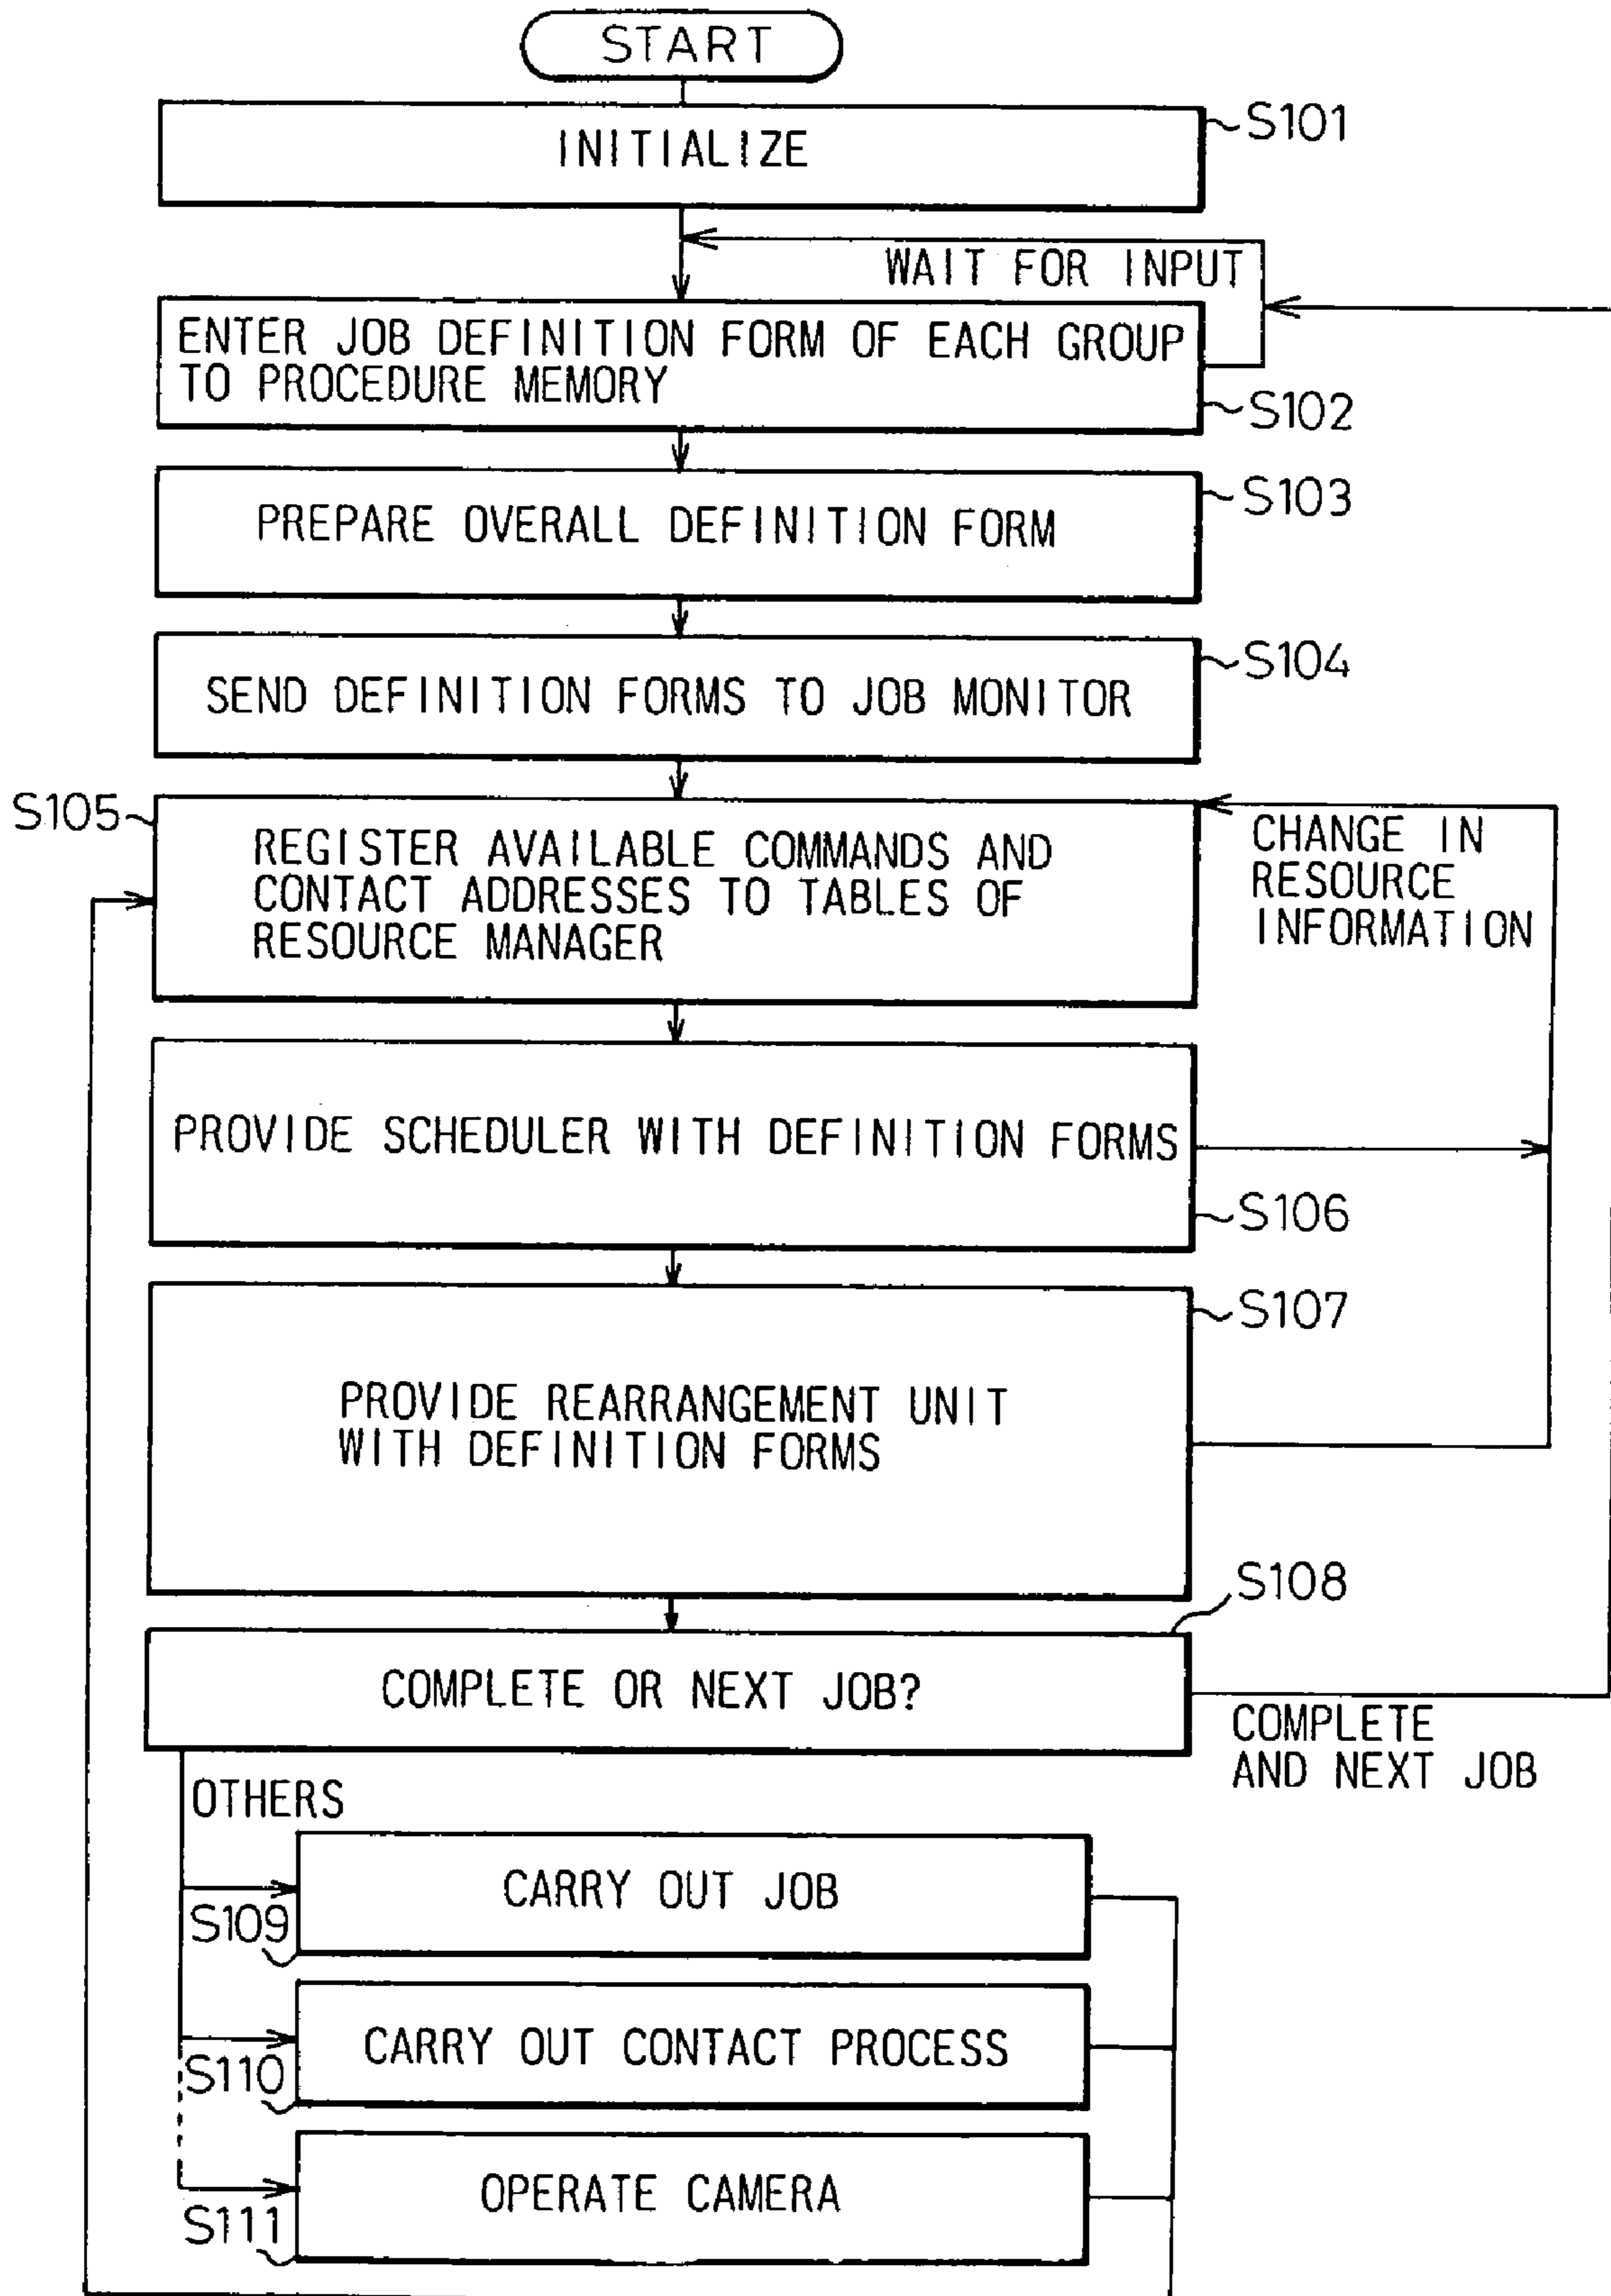 START
INITIALIZE
S101
WAIT FOR INPUT
ENTER JOB DEFINITION FORM OF EACH GROUP
TO PROCEDURE MEMORY
S102
PREPARE OVERALL DEFINITION FORM
S103
SEND DEFINITION FORMS TO JOB MONITOR
S104
S105
REGISTER AVAILABLE COMMANDS AND
CONTACT ADDRESSES TO TABLES OF
RESOURCE MANAGER
CHANGE IN
RESOURCE
INFORMATION
PROVIDE SCHEDULER WITH DEFINITION FORMS
S106
S107
PROVIDE REARRANGEMENT UNIT
WITH DEFINITION FORMS
S108
COMPLETE OR NEXT JOB?
COMPLETE
AND NEXT JOB
OTHERS
CARRY OUT JOB
S109
CARRY OUT CONTACT PROCESS
S110
OPERATE CAMERA
S111